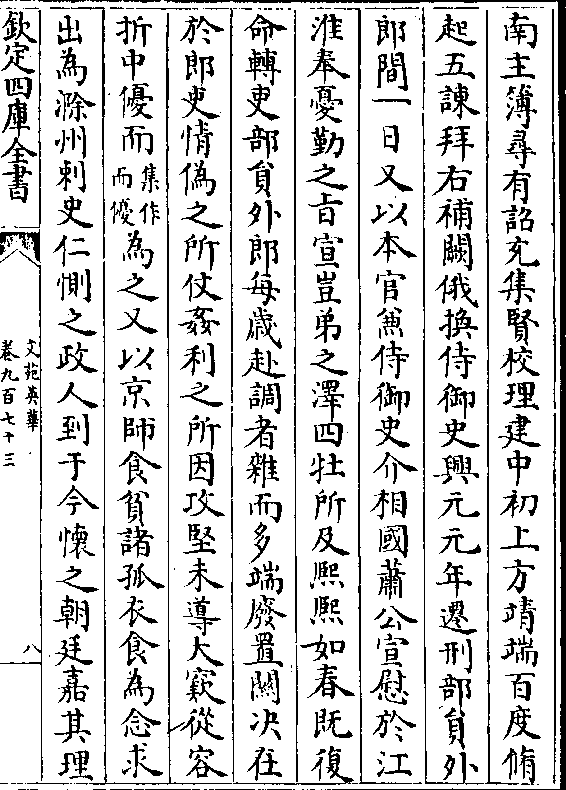 南主簿尋有詔充集賢校理建中初上方靖端百度脩
起五諫拜右補闕俄換侍御史興元元年遷刑部員外
郎間一日又以本官兼侍御史介相國蕭公宣慰於江
淮奉憂勤之旨宣豈弟之澤四牡所及熈熈如春既復
命轉吏部員外郎每歳赴調者雜而多端廢置關决在
於郎吏情偽之所仗姦利之所因攻堅未導大窾從容
折中優而集作而優為之又以京師食貧諸孤衣食為念求
出為滁州刺史仁惻之政人到于今懷之朝廷嘉其理
欽定四庫全書
文苑英華
卷九百七十三
八